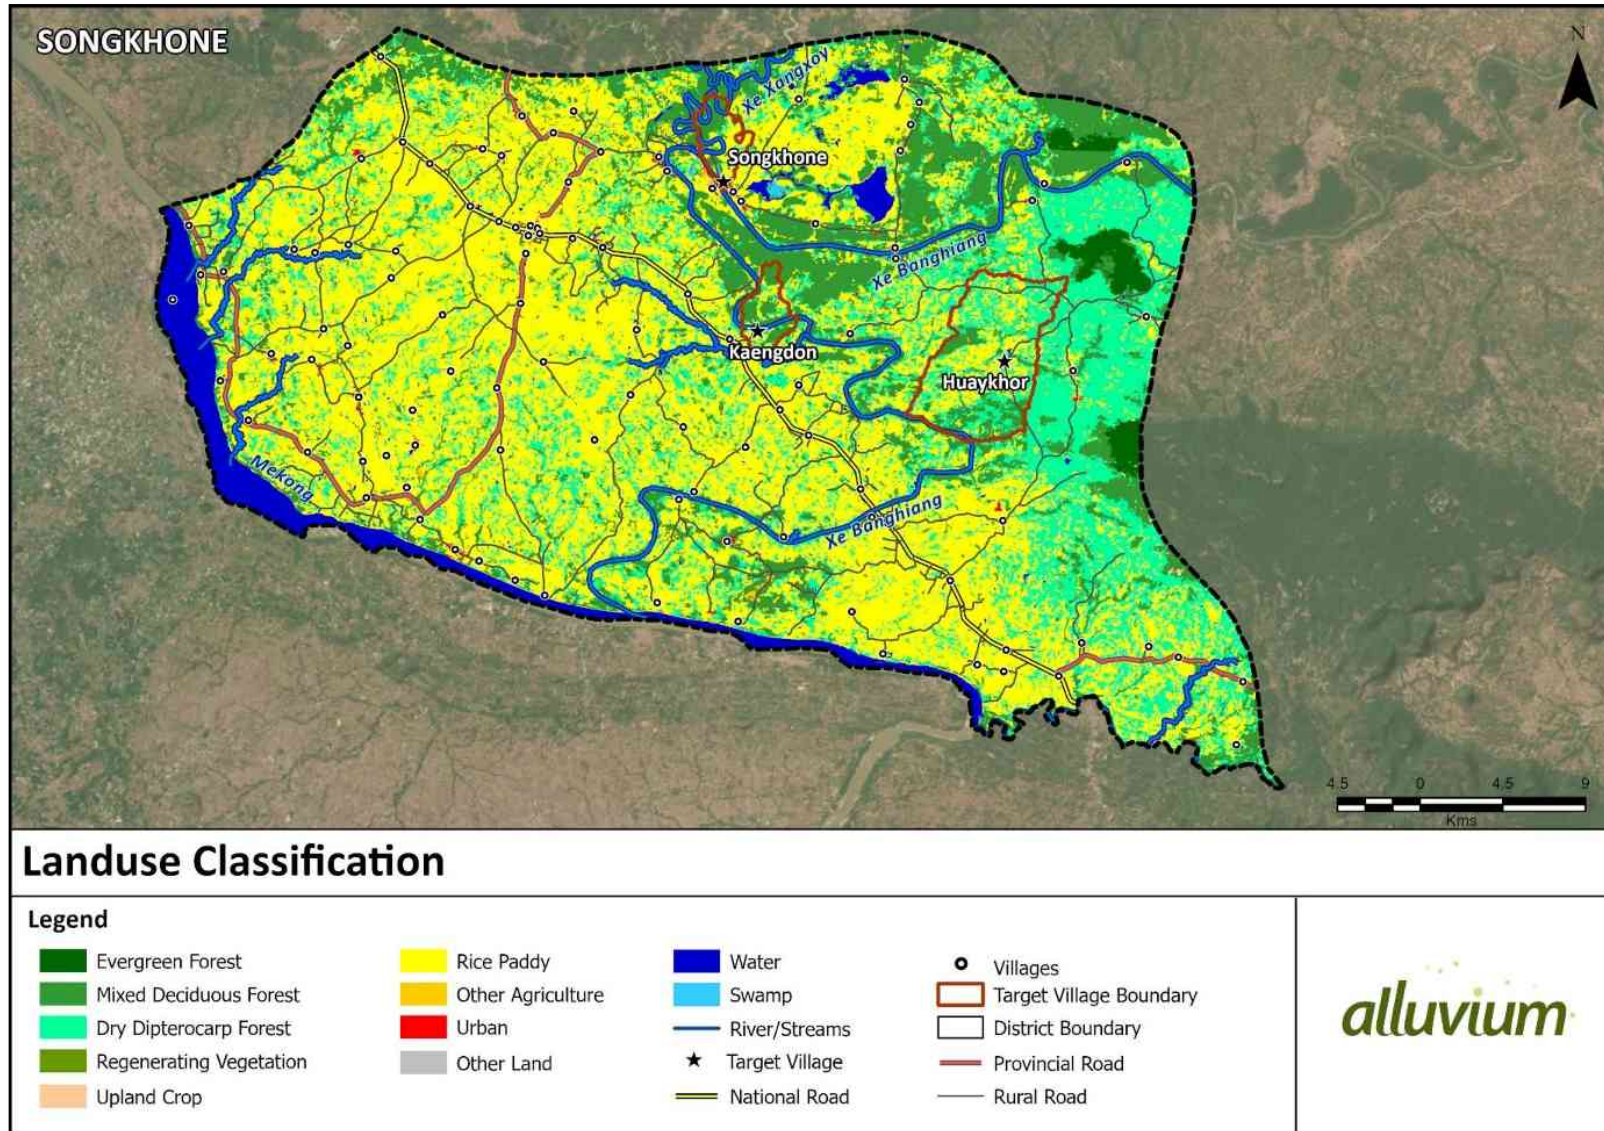 SONGKHONE
N
Xe Xangxoy
Songkhone
Xe Banghiang
Kaengdon
Huaykhor
Mekong
Xe Banghiang
4.5 0 4.5 9
Kms
Landuse Classification
Legend
Evergreen Forest
Mixed Deciduous Forest
Dry Dipterocarp Forest
Regenerating Vegetation
Upland Crop
Rice Paddy
Other Agriculture
Urban
Other Land
Water
Swamp
River/Streams
Target Village
National Road
Villages
Target Village Boundary
District Boundary
Provincial Road
Rural Road
alluvium